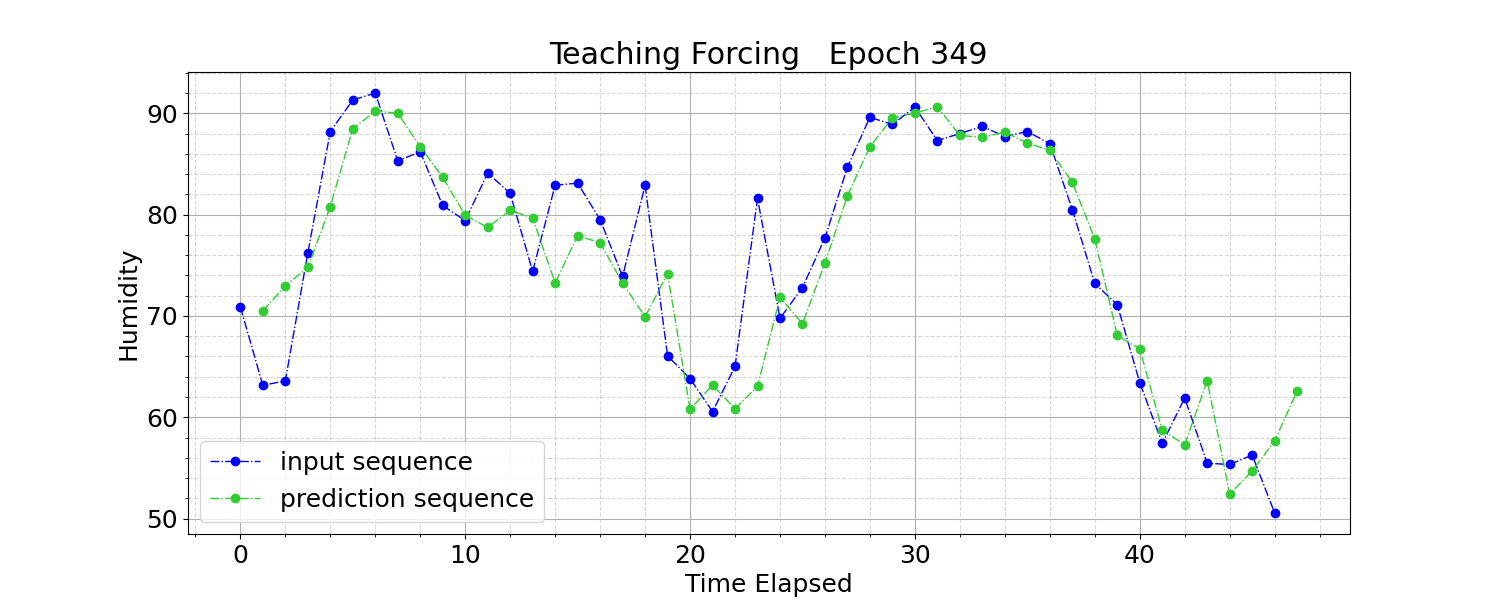 Teaching Forcing   Epoch 349
Humidity
90
80
70
60
50
input sequence
prediction sequence
0 10 20 30 40
Time Elapsed